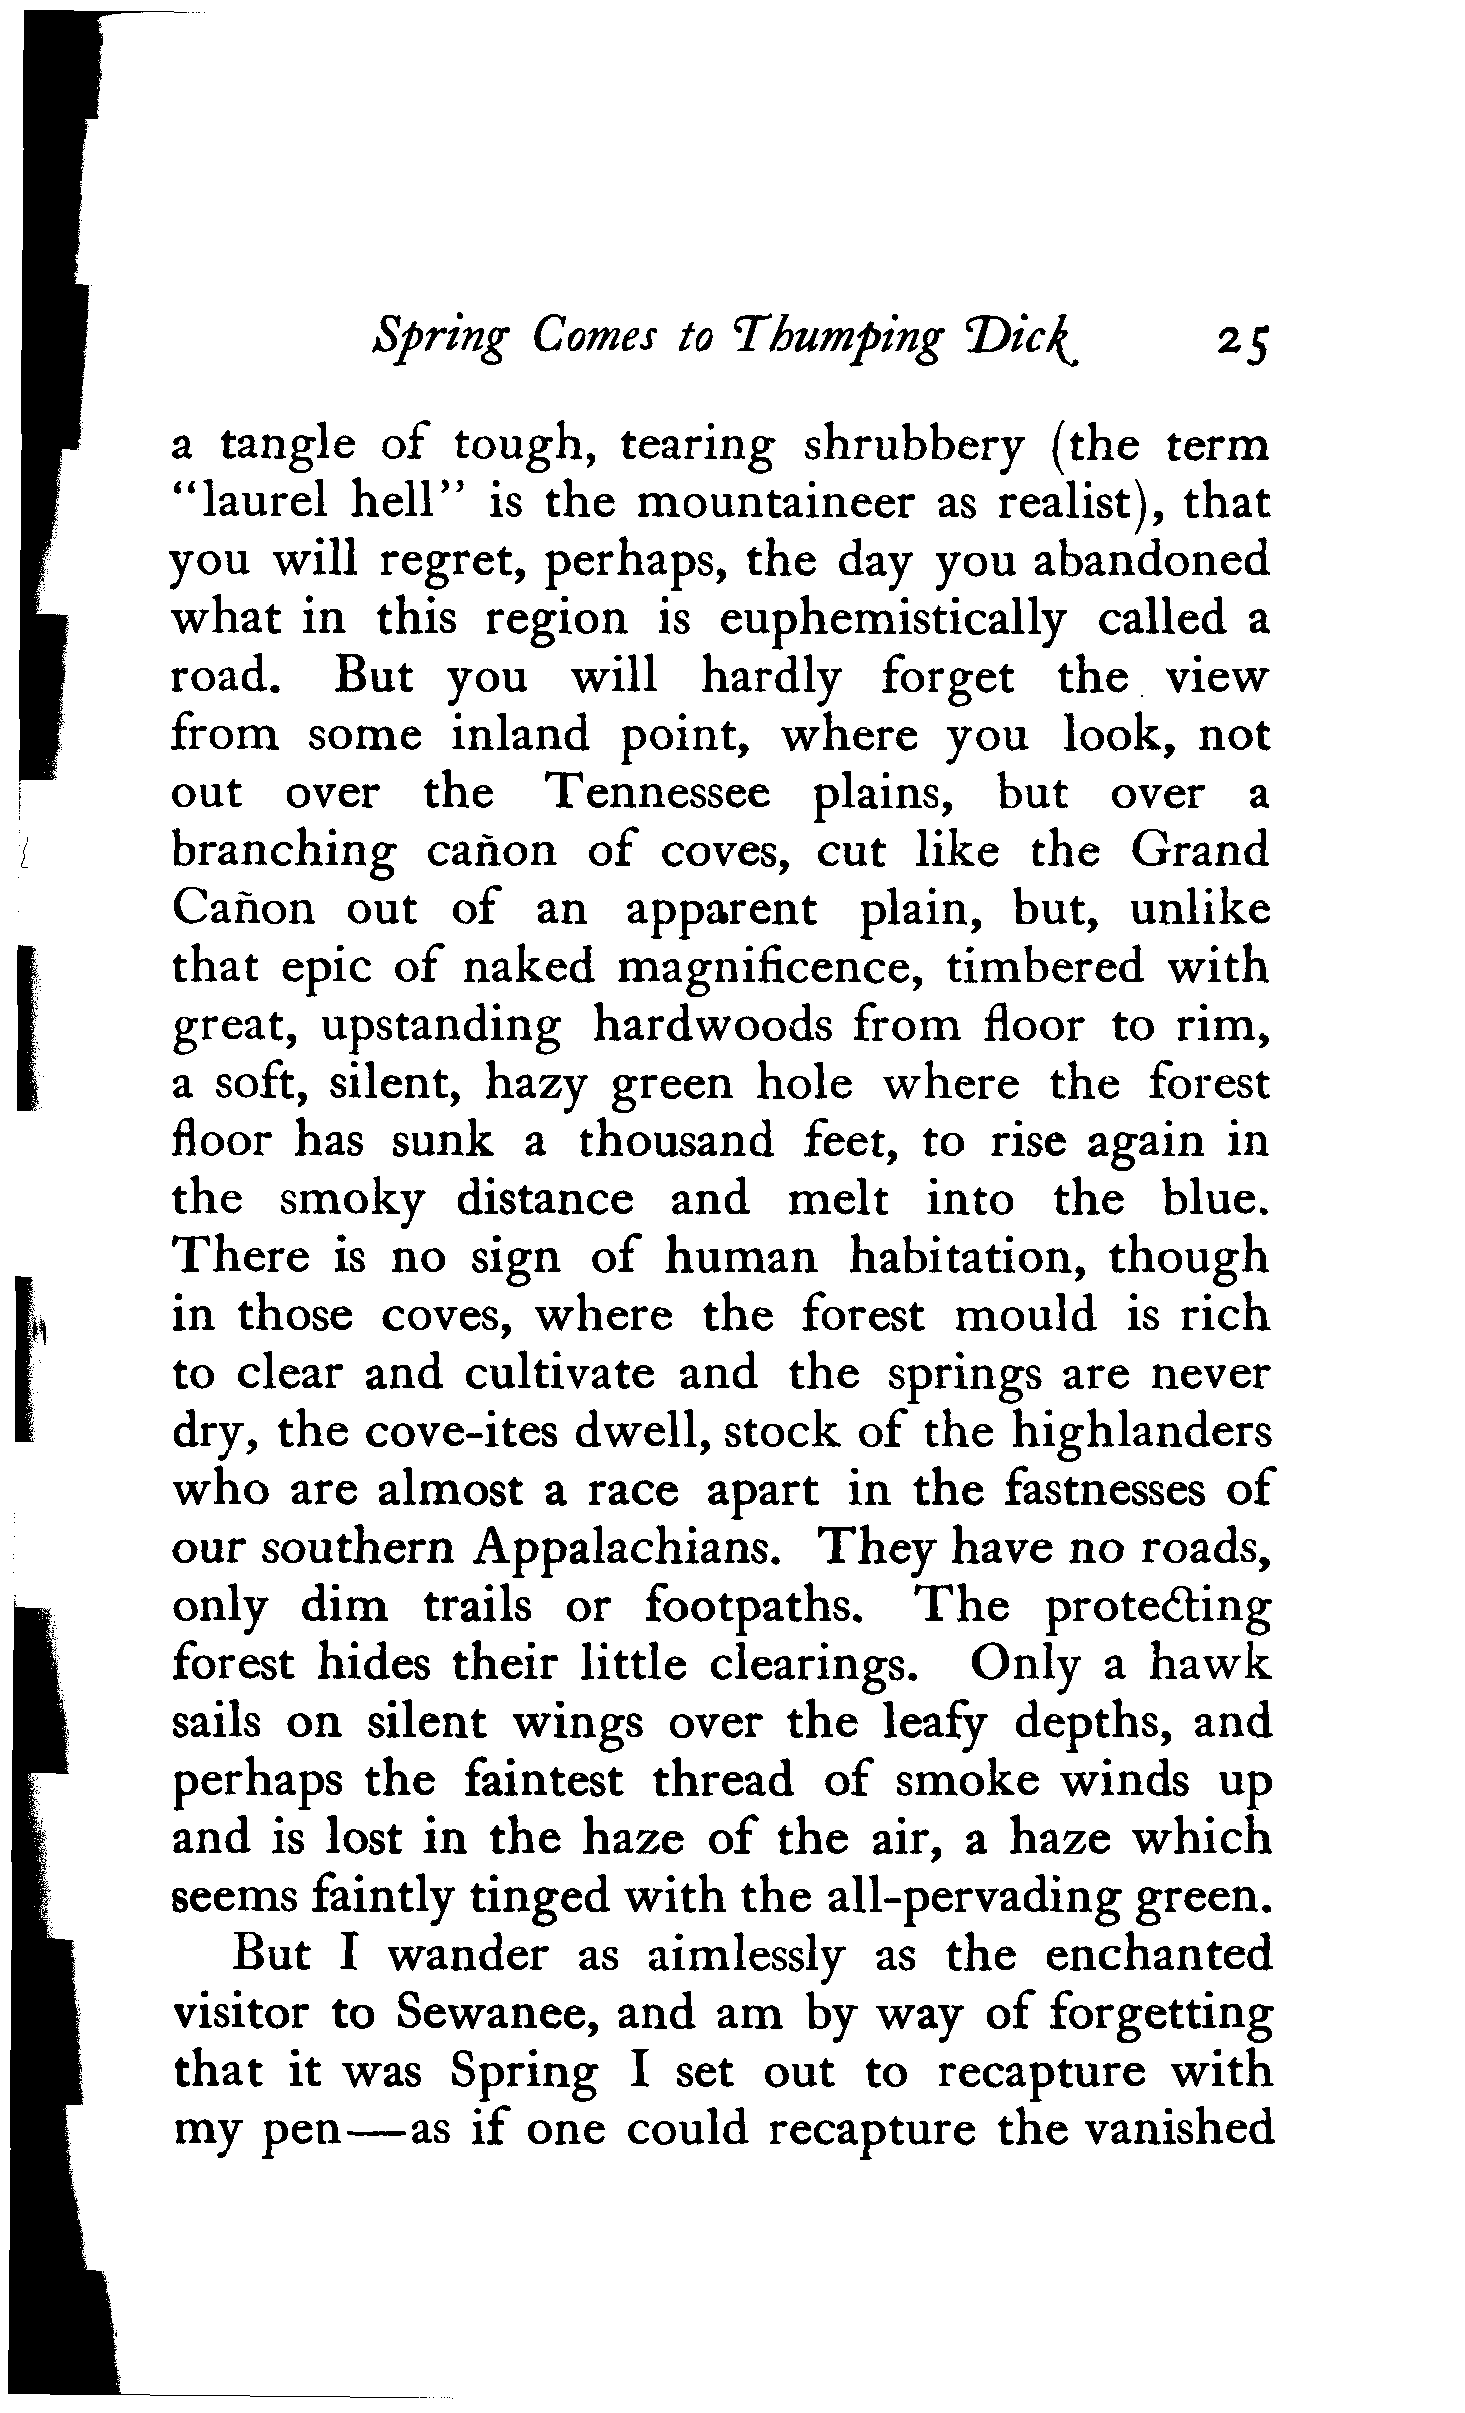 Spring Comes to Thumping Dick 25
a tangle of tough, tearing shrubbery (the term
“laurel hell” is the mountaineer as realist), that
you will regret, perhaps, the day you abandoned
what in this region is euphemistically called a
road. But you will hardly forget the view
from some inland point, where you look, not
out over the Tennessee plains, but over a
branching cañon of coves, cut like the Grand
Cañon out of an apparent plain, but, unlike
that epic of naked magnificence, timbered with
great, upstanding hardwoods from floor to rim,
a soft, silent, hazy green hole where the forest
floor has sunk a thousand feet, to rise again in
the smoky distance and melt into the blue.
There is no sign of human habitation, though
in those coves, where the forest mould is rich
to clear and cultivate and the springs are never
dry, the cove-ites dwell, stock of the highlanders
who are almost a race apart in the fastnesses of
our southern Appalachians. They have no roads,
only dim trails or footpaths. The protecting
forest hides their little clearings. Only a hawk
sails on silent wings over the leafy depths, and
perhaps the faintest thread of smoke winds up
and is lost in the haze of the air, a haze which
seems faintly tinged with the all-pervading green.
But I wander as aimlessly as the enchanted
visitor to Sewanee, and am by way of forgetting
that it was Spring I set out to recapture with
my pen—as if one could recapture the vanished